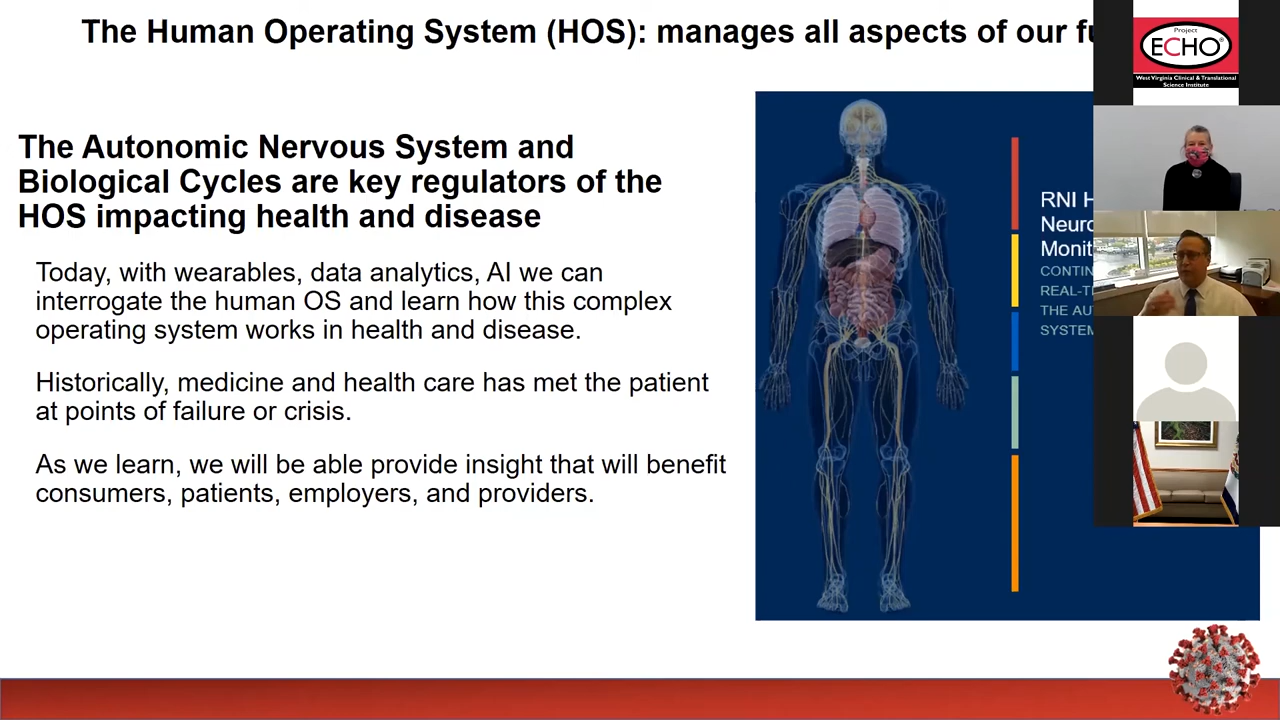 The Human Operating System (HOS): manages all aspects of our
The Autonomic Nervous System and
Biological Cycles are key regulators of the
HOS impacting health and disease
Today, with wearables, data analytics, AI we can
interrogate the human OS and learn how this complex
operating system works in health and disease.
Historically, medicine and health care has met the patient
at points of failure or crisis.
As we learn, we will be able provide insight that will benefit
consumers, patients, employers, and providers.
RNI H
Neuro
Monit
CONTIN
REAL-T
THE AU
SYSTEM
Project
ECHO®
West Virginia Clinical & Translational
Science Institute